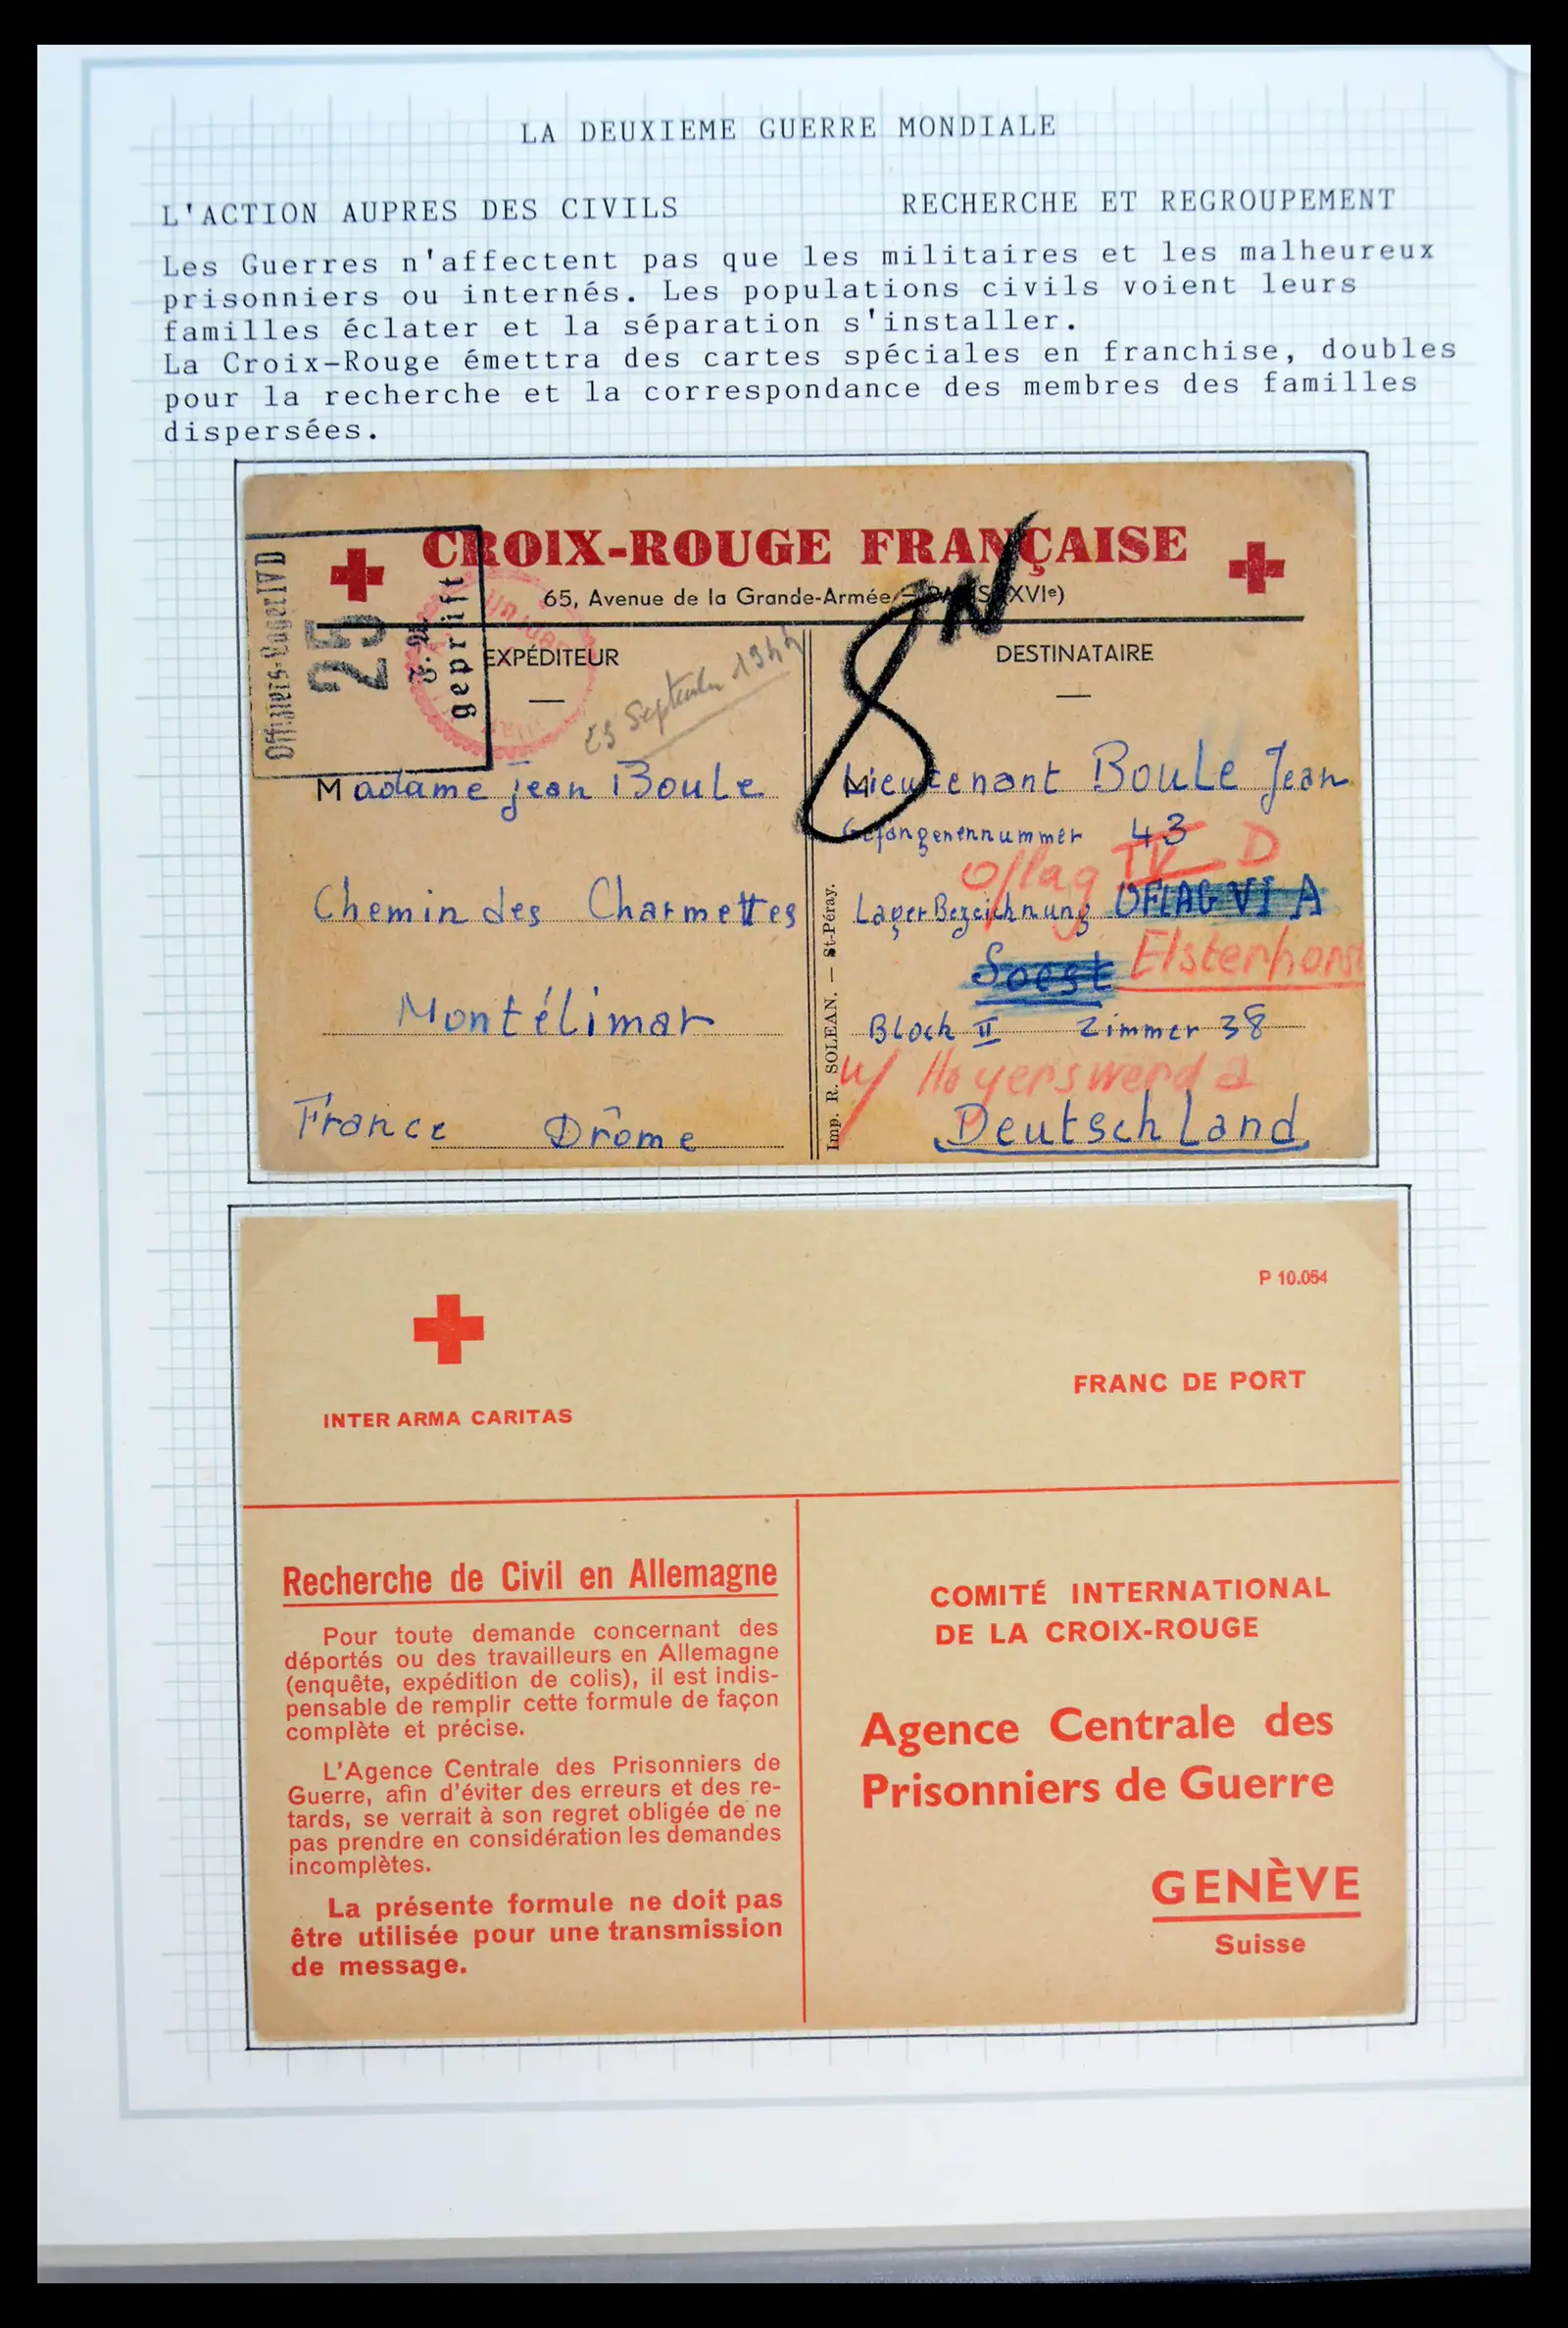 LA DEUXIEME GUERRE MONDIALE
L'ACTION AUPRES DES CIVILS
RECHERCHE ET REGROUPEMENT
Les Guerres n'affectent pas que les militaires et les malheureux
prisonniers ou internés. Les populations civils voient leurs
familles éclater et la séparation s'installer.
La Croix-Rouge émettra des cartes spéciales en franchise, doubles
pour la recherche et la correspondance des membres des familles
dispersées.
CROIX-ROUGE FRANÇAISE
65, Avenue de la Grande-Armée - PARIS (XVIe)
Offiziers-Lager IV D
25
geprüft
8 N
EXPÉDITEUR
Septembre 1944
Madame Jean Boule
Chemin des Charmettes
Montélimar
France Drôme
Imp. R. SOLEAN. — St-Péray.
DESTINATAIRE
Lieutenant Boule Jean
Gefangenennummer 43
Oflag IV D
Lager Bezeichnung OFLAG VI A
Soest Elsterhorst
Block II Zimmer 38
Hoyerswerda
Deutschland
P 10.054
INTER ARMA CARITAS
FRANC DE PORT
Recherche de Civil en Allemagne
Pour toute demande concernant des
déportés ou des travailleurs en Allemagne
(enquête, expédition de colis), il est indis-
pensable de remplir cette formule de façon
complète et précise.
L'Agence Centrale des Prisonniers de
Guerre, afin d'éviter des erreurs et des re-
tards, se verrait à son regret obligée de ne
pas prendre en considération les demandes
incomplètes.
La présente formule ne doit pas
être utilisée pour une transmission
de message.
COMITÉ INTERNATIONAL
DE LA CROIX-ROUGE
Agence Centrale des
Prisonniers de Guerre
GENÈVE
Suisse